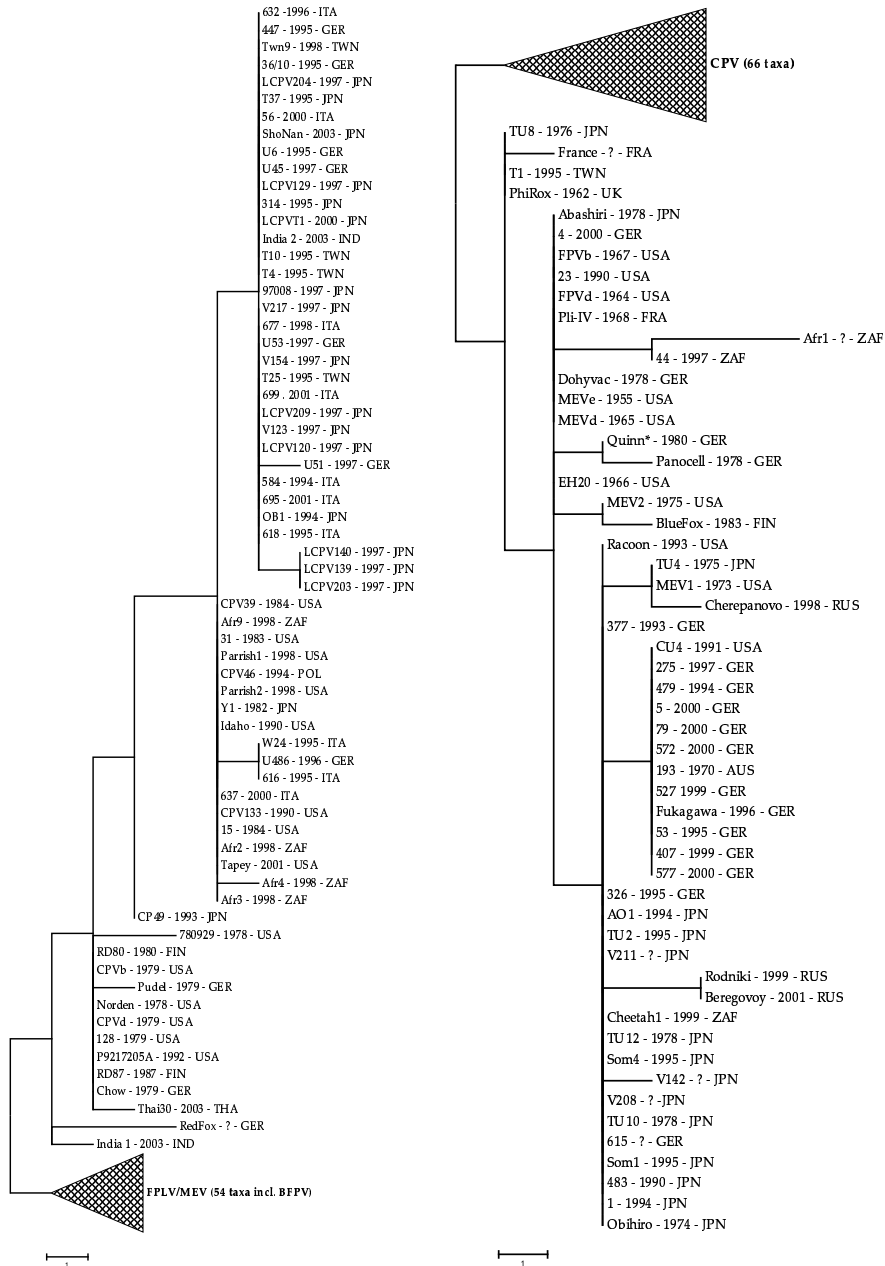 632 -1996 - ITA
447 - 1995 - GER
Twn9 - 1998 - TWN
36/10 - 1995 - GER
LCPV204 - 1997 - JPN
T37 - 1995 - JPN
56 - 2000 - ITA
ShoNan - 2003 - JPN
U6 - 1995 - GER
U45 - 1997 - GER
LCPV129 - 1997 - JPN
314 - 1995 - JPN
LCPVT1 - 2000 - JPN
India 2 - 2003 - IND
T10 - 1995 - TWN
T4 - 1995 - TWN
97008 - 1997 - JPN
V217 - 1997 - JPN
677 - 1998 - ITA
U53 -1997 - GER
V154 - 1997 - JPN
T25 - 1995 - TWN
699 . 2001 - ITA
LCPV209 - 1997 - JPN
V123 - 1997 - JPN
LCPV120 - 1997 - JPN
U51 - 1997 - GER
584 - 1994 - ITA
695 - 2001 - ITA
OB1 - 1994 - JPN
618 - 1995 - ITA
LCPV140 - 1997 - JPN
LCPV139 - 1997 - JPN
LCPV203 - 1997 - JPN
CPV39 - 1984 - USA
Afr9 - 1998 - ZAF
31 - 1983 - USA
Parrish1 - 1998 - USA
CPV46 - 1994 - POL
Parrish2 - 1998 - USA
Y1 - 1982 - JPN
Idaho - 1990 - USA
W24 - 1995 - ITA
U486 - 1996 - GER
616 - 1995 - ITA
637 - 2000 - ITA
CPV133 - 1990 - USA
15 - 1984 - USA
Afr2 - 1998 - ZAF
Tapey - 2001 - USA
Afr4 - 1998 - ZAF
Afr3 - 1998 - ZAF
CP49 - 1993 - JPN
780929 - 1978 - USA
RD80 - 1980 - FIN
CPVb - 1979 - USA
Pudel - 1979 - GER
Norden - 1978 - USA
CPVd - 1979 - USA
128 - 1979 - USA
P9217205A - 1992 - USA
RD87 - 1987 - FIN
Chow - 1979 - GER
Thai30 - 2003 - THA
RedFox - ? - GER
India 1 - 2003 - IND
FPLV/MEV (54 taxa incl. BFPV)
1
CPV (66 taxa)
TU8 - 1976 - JPN
France - ? - FRA
T1 - 1995 - TWN
PhiRox - 1962 - UK
Abashiri - 1978 - JPN
4 - 2000 - GER
FPVb - 1967 - USA
23 - 1990 - USA
FPVd - 1964 - USA
Pli-IV - 1968 - FRA
Afr1 - ? - ZAF
44 - 1997 - ZAF
Dohyvac - 1978 - GER
MEVe - 1955 - USA
MEVd - 1965 - USA
Quinn* - 1980 - GER
Panocell - 1978 - GER
EH20 - 1966 - USA
MEV2 - 1975 - USA
BlueFox - 1983 - FIN
Racoon - 1993 - USA
TU4 - 1975 - JPN
MEV1 - 1973 - USA
Cherepanovo - 1998 - RUS
377 - 1993 - GER
CU4 - 1991 - USA
275 - 1997 - GER
479 - 1994 - GER
5 - 2000 - GER
79 - 2000 - GER
572 - 2000 - GER
193 - 1970 - AUS
527 1999 - GER
Fukagawa - 1996 - GER
53 - 1995 - GER
407 - 1999 - GER
577 - 2000 - GER
326 - 1995 - GER
AO1 - 1994 - JPN
TU2 - 1995 - JPN
V211 - ? - JPN
Rodniki - 1999 - RUS
Beregovoy - 2001 - RUS
Cheetah1 - 1999 - ZAF
TU12 - 1978 - JPN
Som4 - 1995 - JPN
V142 - ? - JPN
V208 - ? -JPN
TU10 - 1978 - JPN
615 - ? - GER
Som1 - 1995 - JPN
483 - 1990 - JPN
1 - 1994 - JPN
Obihiro - 1974 - JPN
1